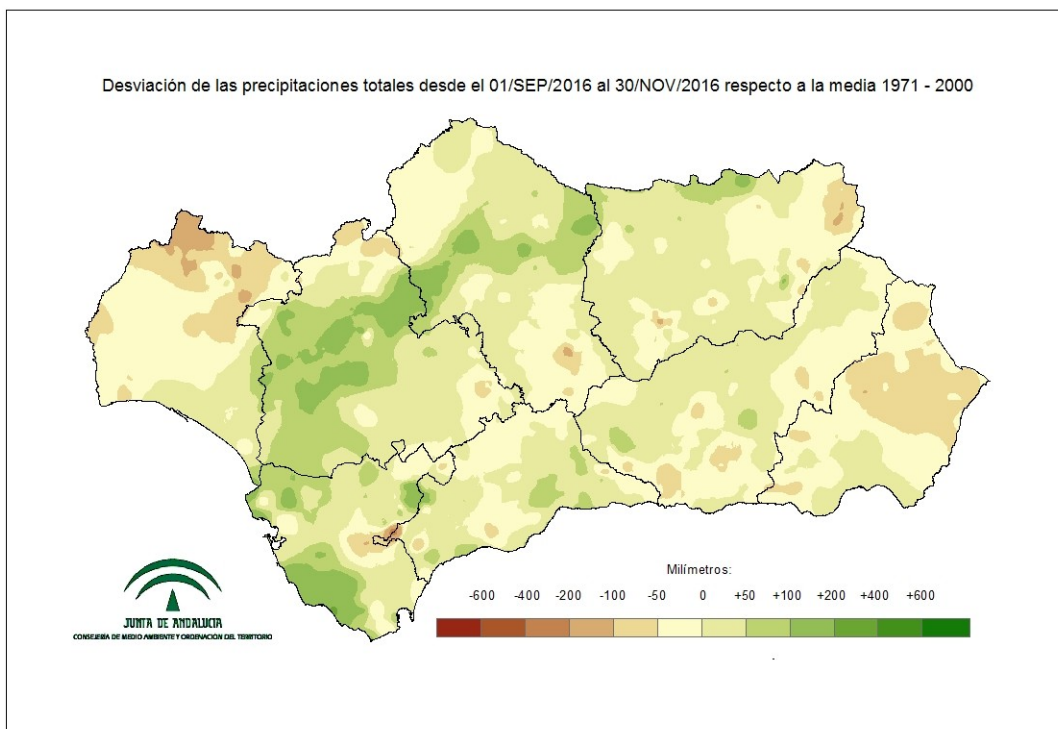 Desviación de las precipitaciones totales desde el 01/SEP/2016 al 30/NOV/2016 respecto a la media 1971 - 2000
Milímetros:
-600 -400 -200 -100 -50 0 +50 +100 +200 +400 +600
JUNTA DE ANDALUCIA
CONSEJERÍA DE MEDIO AMBIENTE Y ORDENACIÓN DEL TERRITORIO